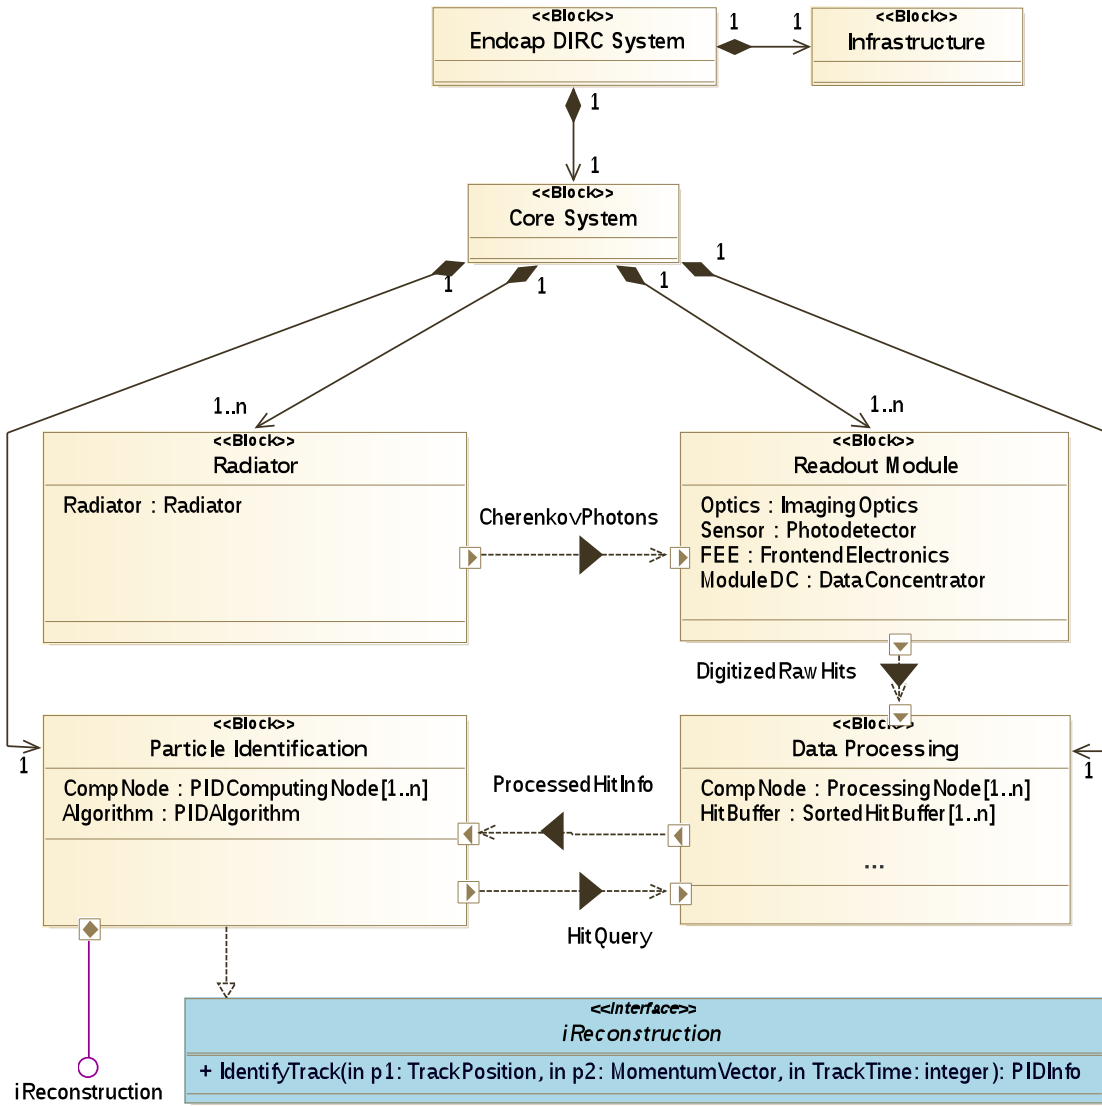 <<Block>>
Endcap DIRC System
1
1
<<Block>>
Infrastructure
1
1
<<Block>>
Core System
1
1
1
1
1..n
1..n
<<Block>>
Radiator
Radiator : Radiator
CherenkovPhotons
<<Block>>
Readout Module
Optics : ImagingOptics
Sensor : Photodetector
FEE : FrontendElectronics
ModuleDC : DataConcentrator
DigitizedRawHits
1
<<Block>>
Particle Identification
CompNode : PIDComputingNode[1..n]
Algorithm : PIDAlgorithm
ProcessedHitInfo
HitQuery
<<Block>>
Data Processing
CompNode : ProcessingNode[1..n]
HitBuffer : SortedHitBuffer[1..n]
...
1
iReconstruction
<<Interface>>
iReconstruction
+ IdentifyTrack(in p1: TrackPosition, in p2: MomentumVector, in TrackTime: integer): PIDInfo